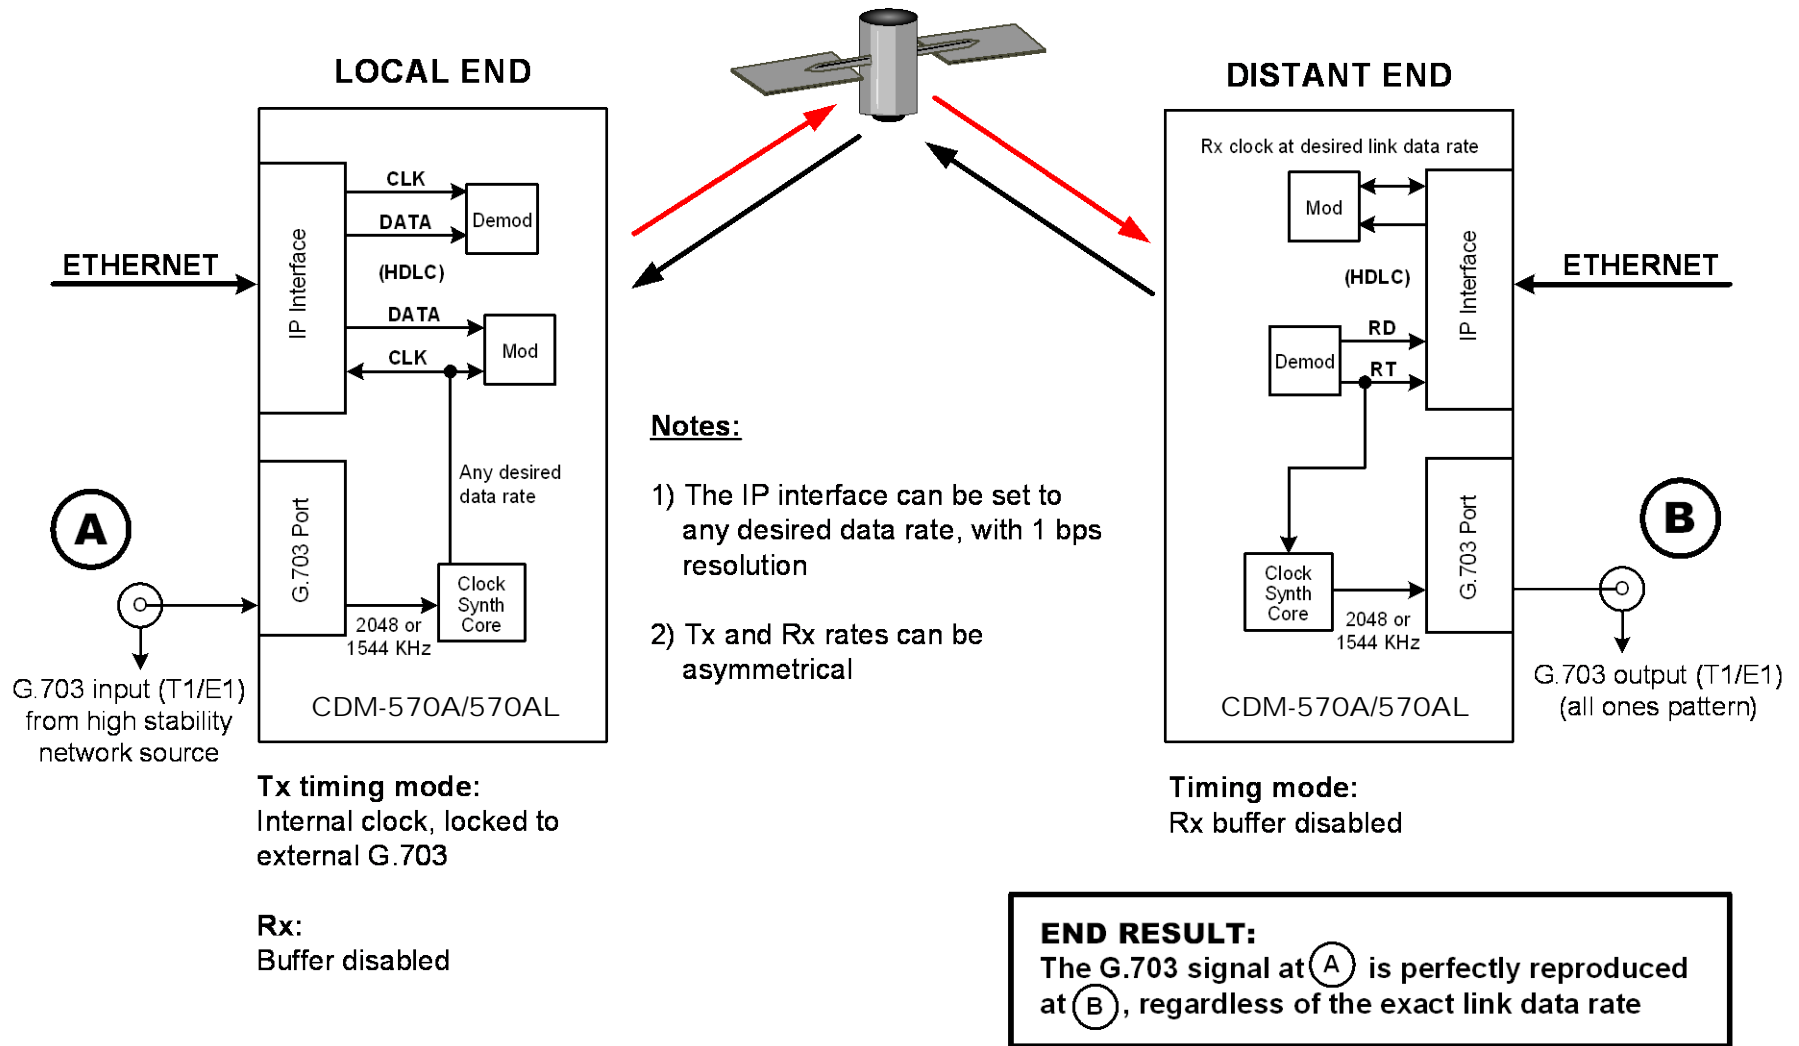 LOCAL END
DISTANT END
CLK
DATA
Demod
(HDLC)
DATA
CLK
Mod
IP Interface
ETHERNET
Any desired
data rate
A
G.703 Port
Clock
Synth
Core
2048 or
1544 KHz
G.703 input (T1/E1)
from high stability
network source
CDM-570A/570AL
Tx timing mode:
Internal clock, locked to
external G.703
Rx:
Buffer disabled
Notes:
1) The IP interface can be set to
any desired data rate, with 1 bps
resolution
2) Tx and Rx rates can be
asymmetrical
Rx clock at desired link data rate
Mod
(HDLC)
IP Interface
ETHERNET
Demod
RD
RT
B
Clock
Synth
Core
2048 or
1544 KHz
G.703 Port
G.703 output (T1/E1)
(all ones pattern)
CDM-570A/570AL
Timing mode:
Rx buffer disabled
END RESULT:
The G.703 signal at A is perfectly reproduced
at B, regardless of the exact link data rate